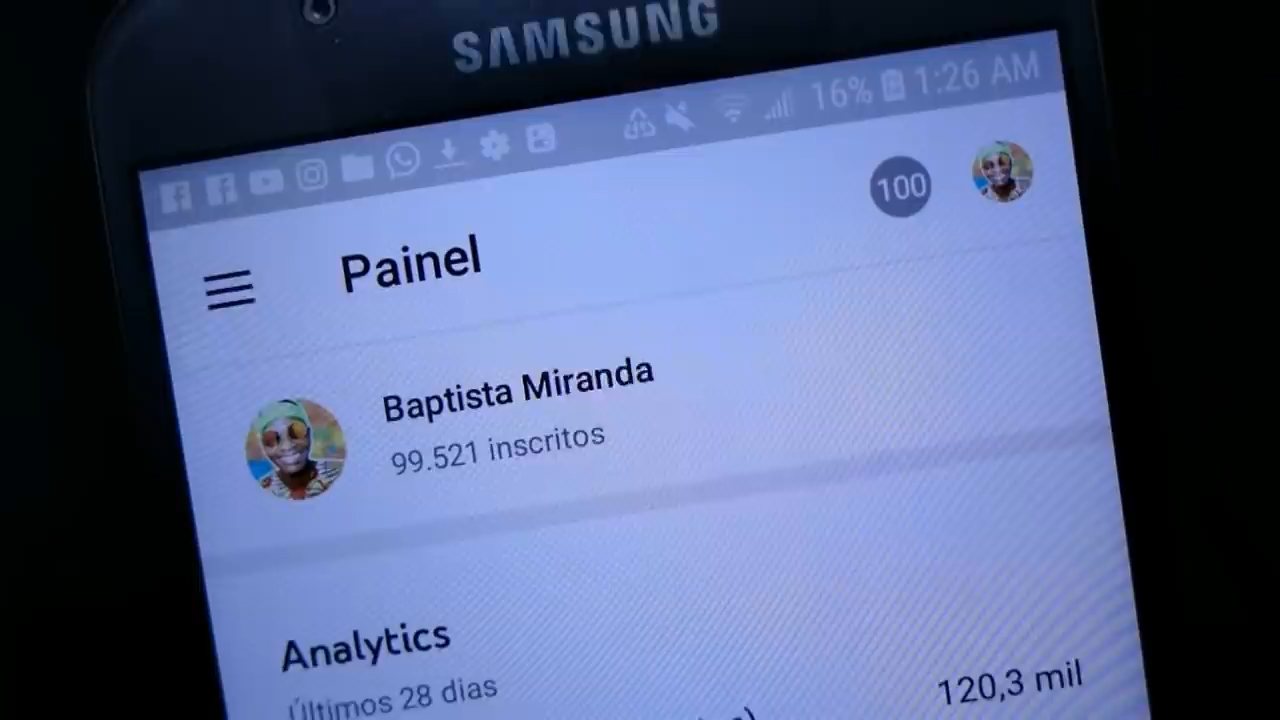 SAMSUNG
16% 1:26 AM
Painel
100
Baptista Miranda
99.521 inscritos
Analytics
Últimos 28 dias
120,3 mil